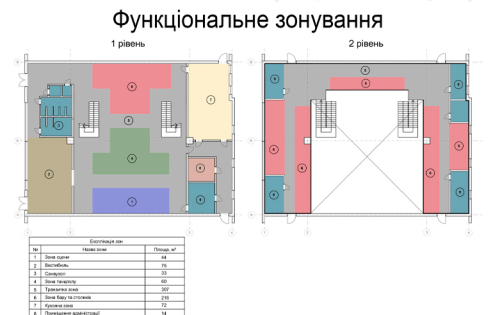 Функціональне зонування
1 рівень
2 рівень
Експлікація зон
№ Назва зони Площа, м²
1 Зона сцени 44
2 Вестибюль 75
3 Санвузол 33
4 Зона танцполу 60
5 Транзитна зона 307
6 Зона бару та столиків 216
7 Кухонна зона 72
8 Приміщення адміністрації 14